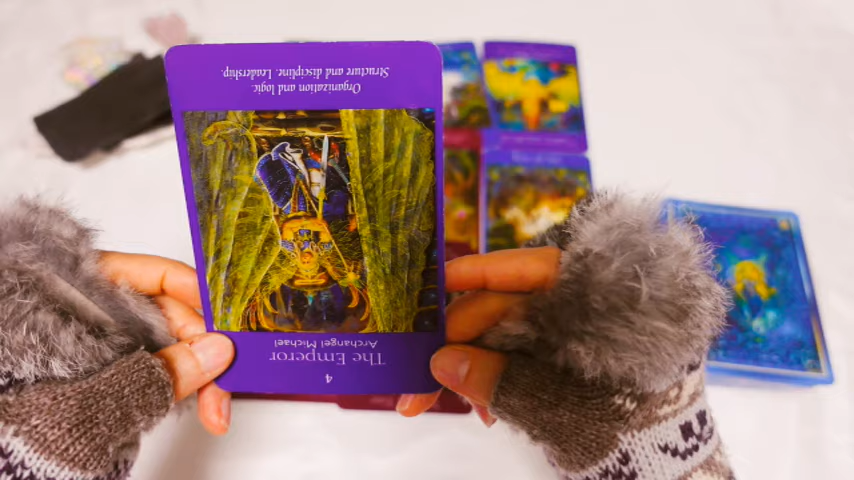 4
The Emperor
Archangel Michael
Organization and logic.
Structure and discipline. Leadership.